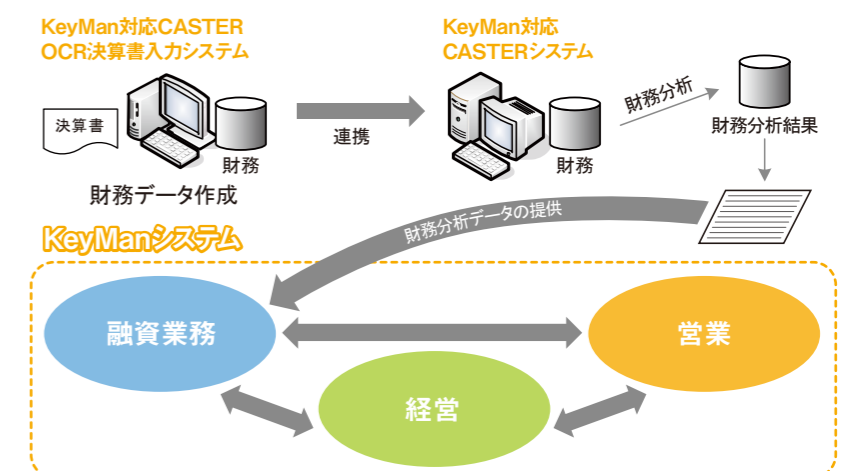 KeyMan対応CASTER
OCR決算書入力システム
KeyMan対応
CASTERシステム
決算書
財務
財務データ作成
連携
財務
財務分析
財務分析結果
財務分析データの提供
KeyManシステム
融資業務
営業
経営